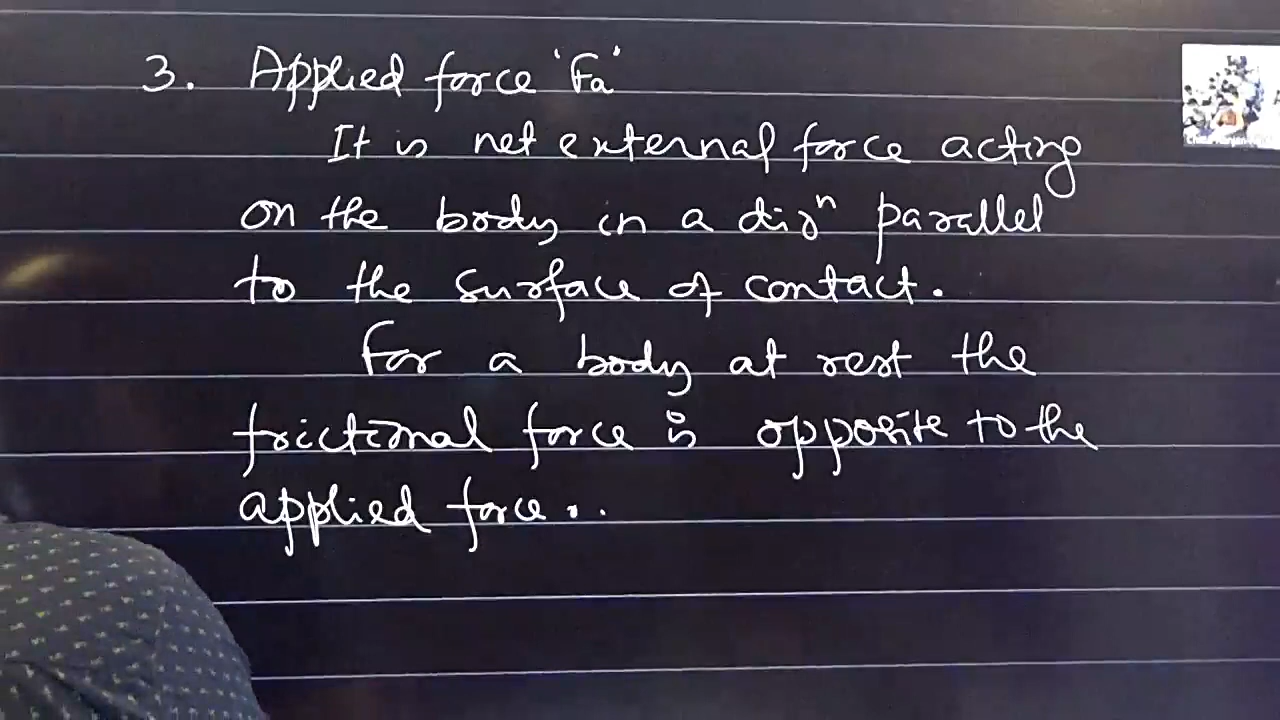 3. Applied force 'Fa'
It is net external force acting
on the body in a dirⁿ parallel
to the surface of contact.
For a body at rest the
frictional force is opposite to the
applied force..